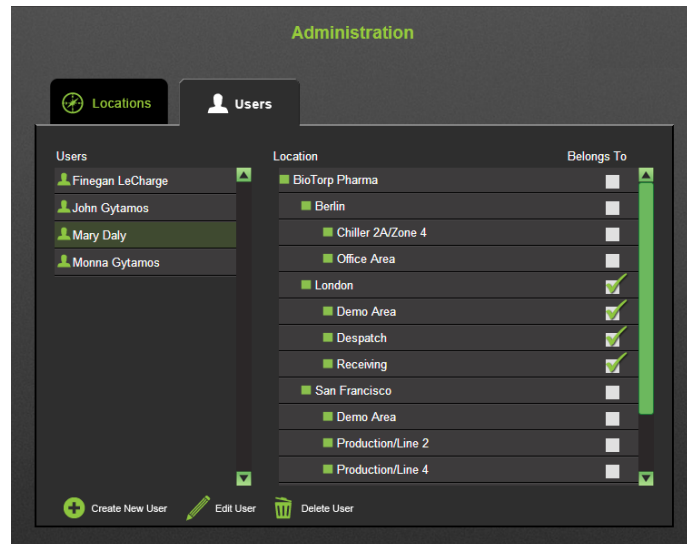 Administration
Locations
Users
Users
Location
Belongs To
Finegan LeCharge
BioTorp Pharma
John Gytamos
Berlin
Mary Daly
Chiller 2A/Zone 4
Monna Gytamos
Office Area
London
Demo Area
Despatch
Receiving
San Francisco
Demo Area
Production/Line 2
Production/Line 4
Create New User
Edit User
Delete User